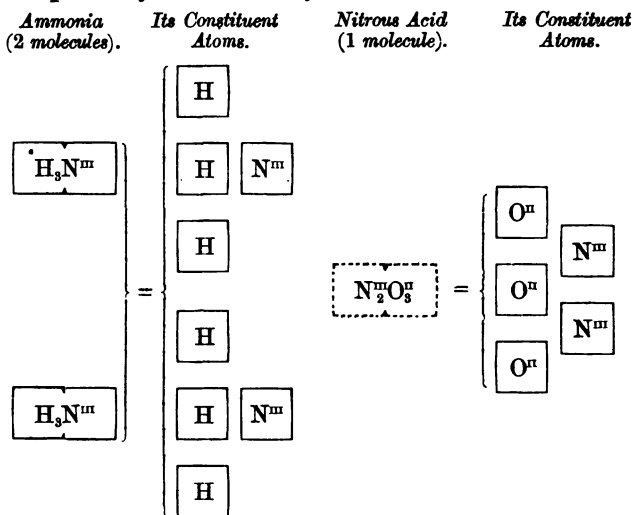 Ammonia
(2 molecules).
Its Constituent
Atoms.
Nitrous Acid
(1 molecule).
Its Constituent
Atoms.
H
H₃Nᴵᴵᴵ
H Nᴵᴵᴵ
H
=
H
H₃Nᴵᴵᴵ
H Nᴵᴵᴵ
H
N₂ᴵᴵᴵO₃ᴵᴵ
=
Oᴵᴵ
Nᴵᴵᴵ
Oᴵᴵ
Nᴵᴵᴵ
Oᴵᴵ